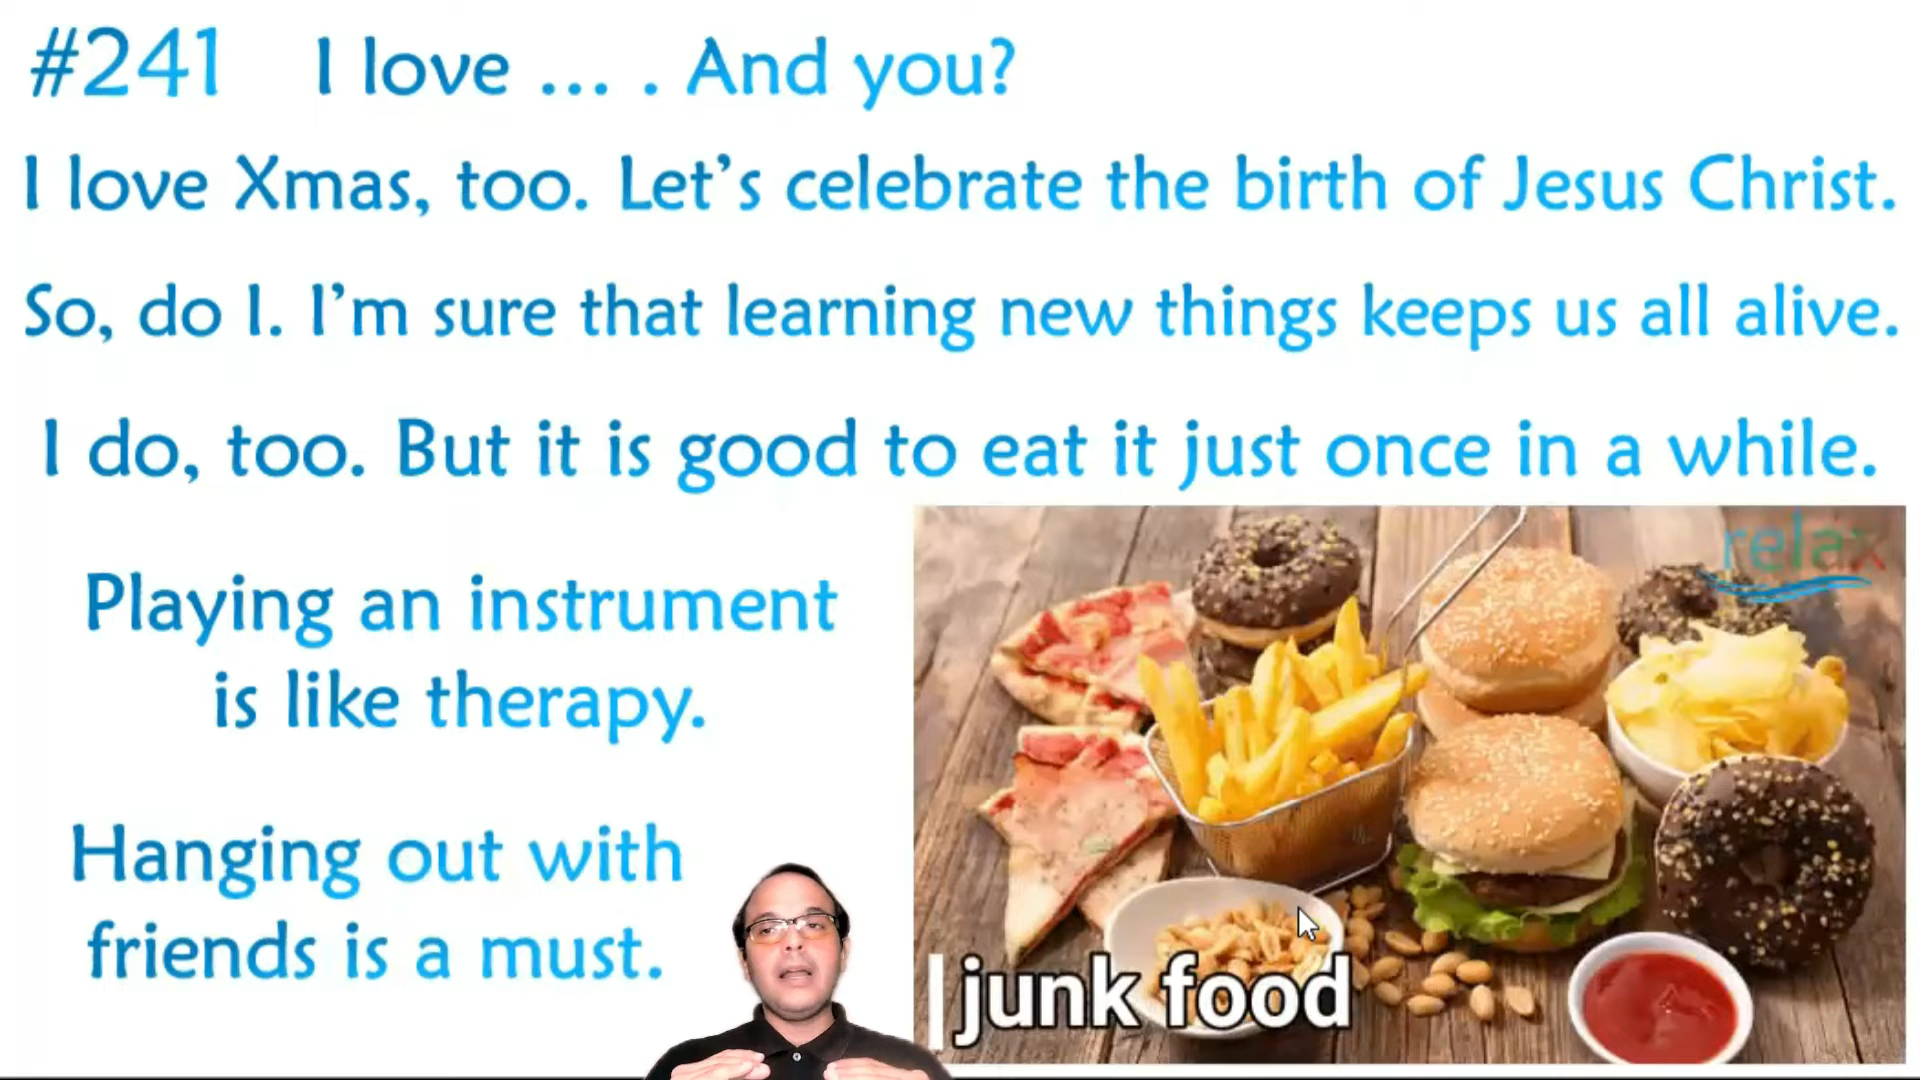 #241 I love ... . And you?
I love Xmas, too. Let's celebrate the birth of Jesus Christ.
So, do I. I'm sure that learning new things keeps us all alive.
I do, too. But it is good to eat it just once in a while.
Playing an instrument
is like therapy.
Hanging out with
friends is a must.
relax
junk food